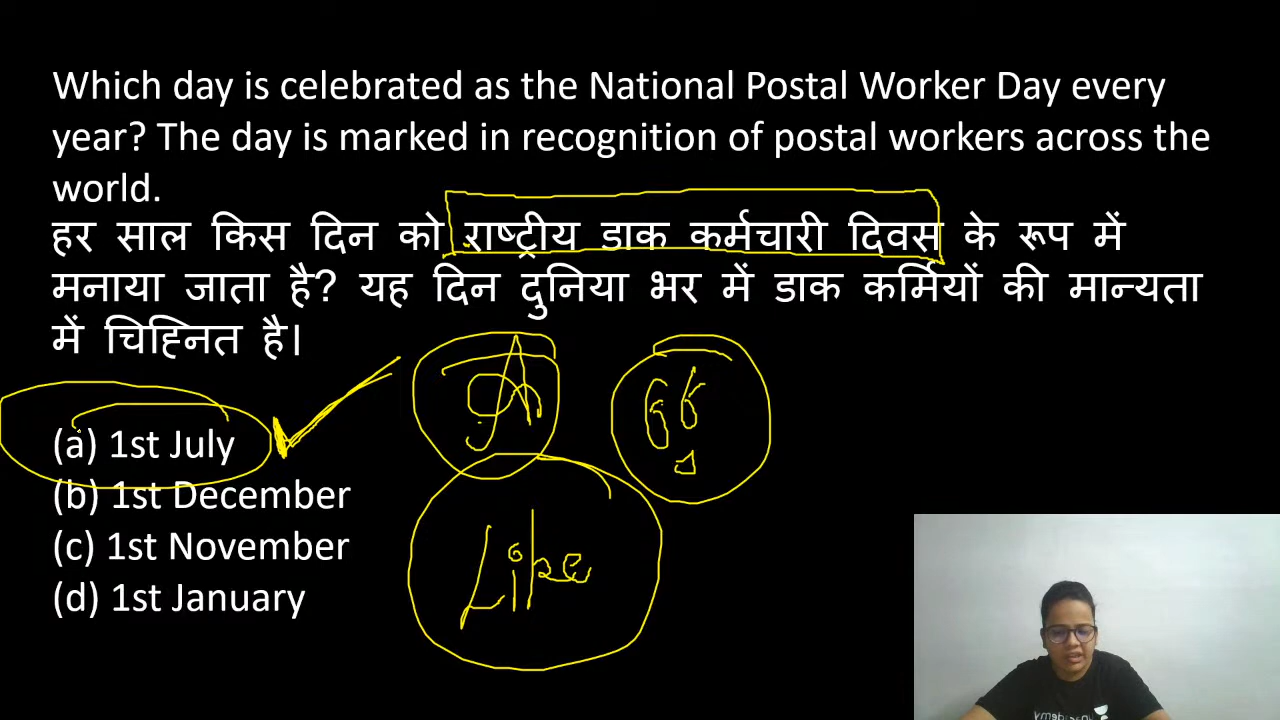 Which day is celebrated as the National Postal Worker Day every
year? The day is marked in recognition of postal workers across the
world.
हर साल किस दिन को राष्ट्रीय डाक कर्मचारी दिवस के रूप में
मनाया जाता है? यह दिन दुनिया भर में डाक कर्मियों की मान्यता
में चिह्नित है।
(a) 1st July
(b) 1st December
(c) 1st November
(d) 1st January
Like